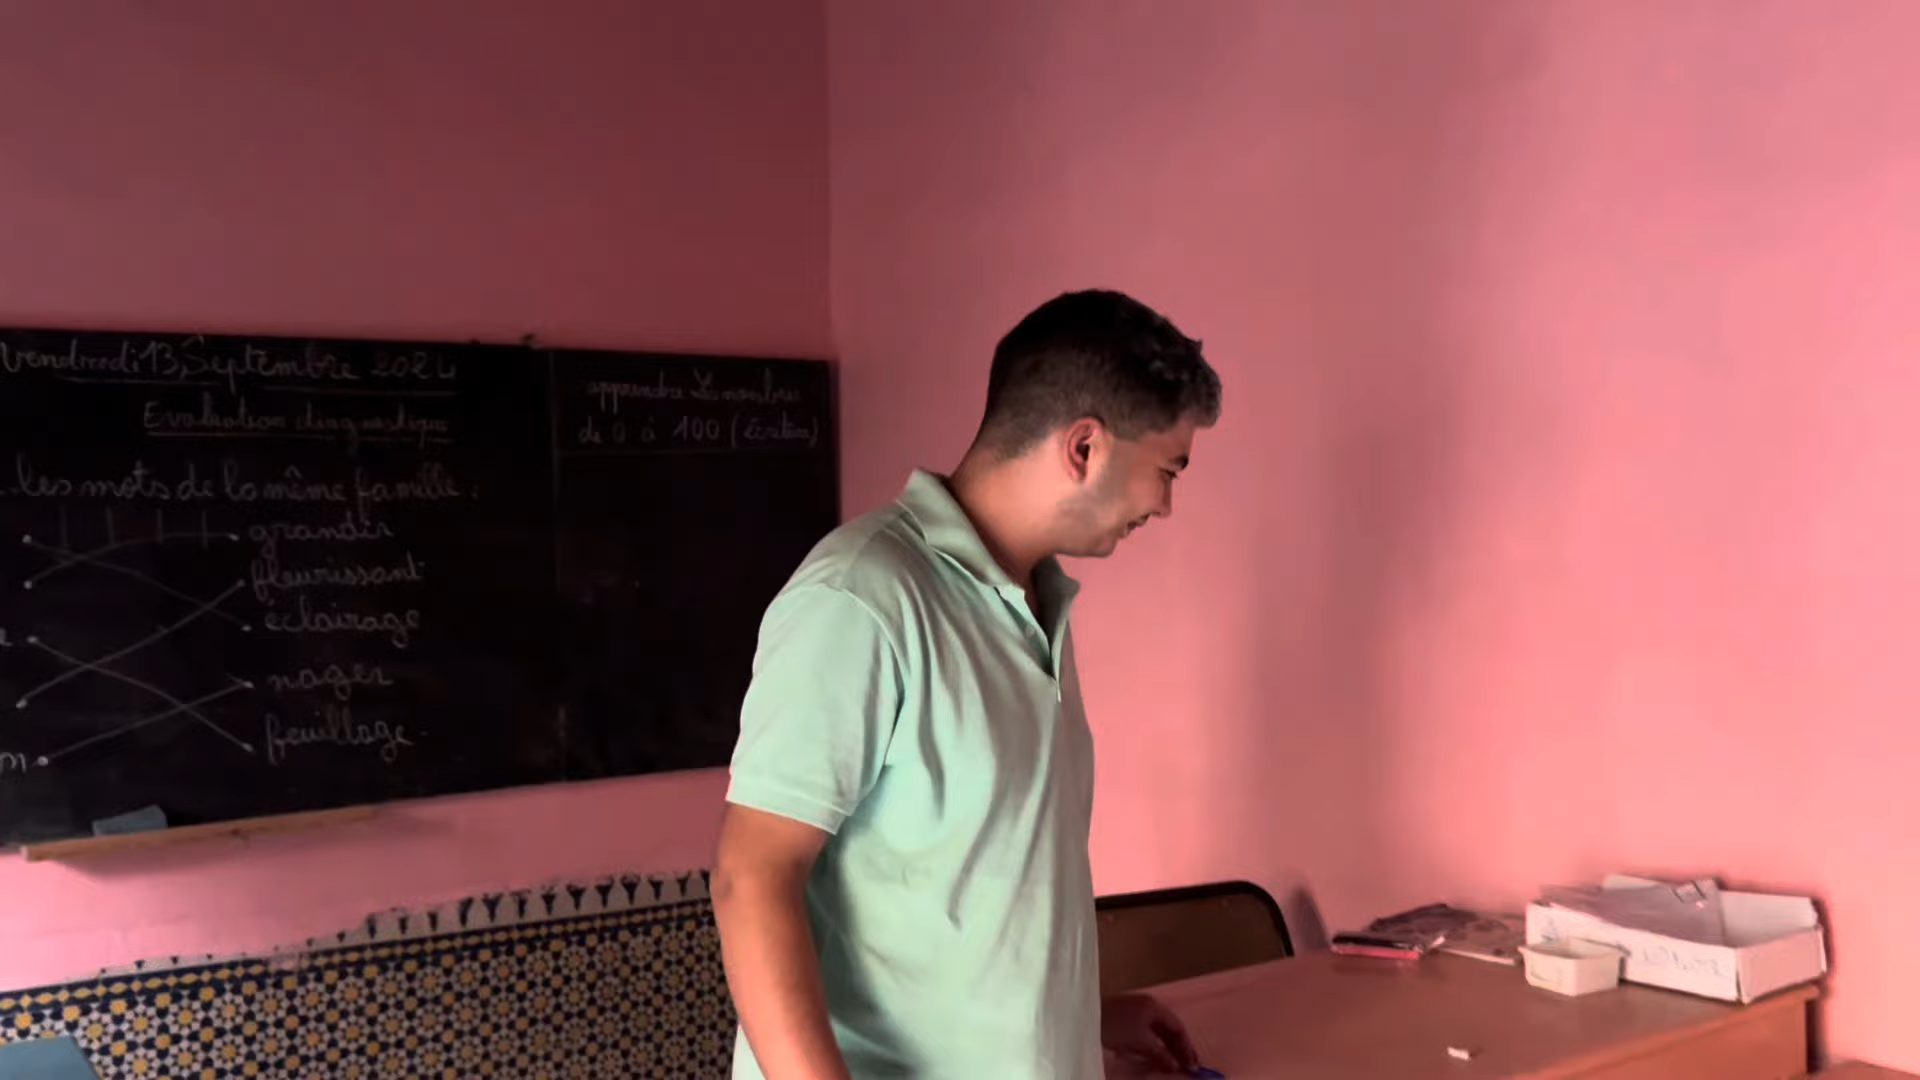 Vendredi 13, Septembre 2024
Evaluation diagnostique
les mots de la même famille :
grandir
fleurissant
éclairage
nager
feuillage.
apprendre les nombres
de 0 à 100 (écriture)